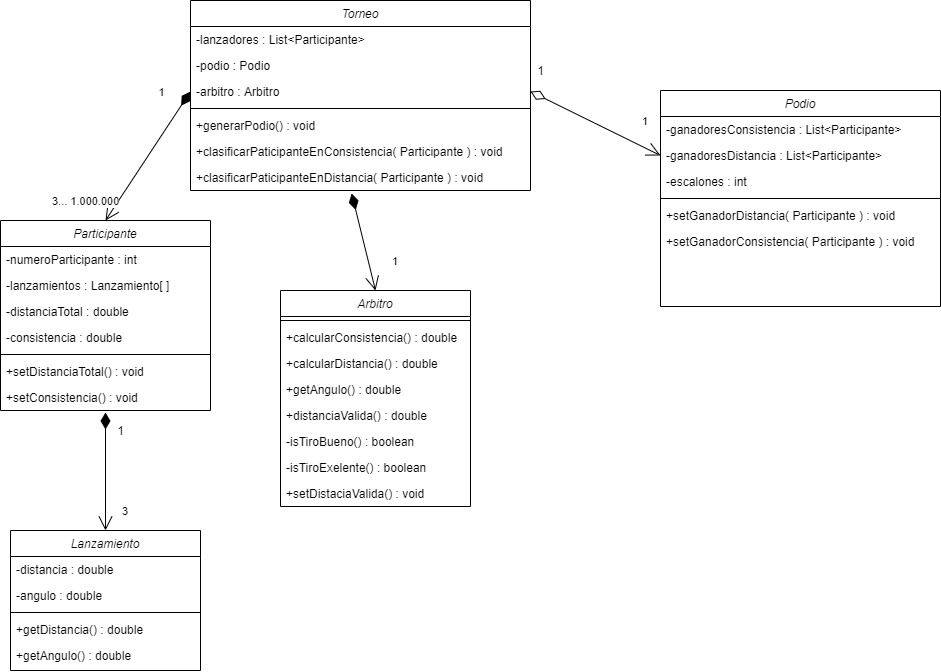 Torneo
-lanzadores : List<Participante>
-podio : Podio
-arbitro : Arbitro
+generarPodio() : void
+clasificarPaticipanteEnConsistencia( Participante ) : void
+clasificarPaticipanteEnDistancia( Participante ) : void
1
3... 1.000.000
1
1
Podio
-ganadoresConsistencia : List<Participante>
-ganadoresDistancia : List<Participante>
-escalones : int
+setGanadorDistancia( Participante ) : void
+setGanadorConsistencia( Participante ) : void
Participante
-numeroParticipante : int
-lanzamientos : Lanzamiento[ ]
-distanciaTotal : double
-consistencia : double
+setDistanciaTotal() : void
+setConsistencia() : void
1
3
1
Arbitro
+calcularConsistencia() : double
+calcularDistancia() : double
+getAngulo() : double
+distanciaValida() : double
-isTiroBueno() : boolean
-isTiroExelente() : boolean
+setDistaciaValida() : void
Lanzamiento
-distancia : double
-angulo : double
+getDistancia() : double
+getAngulo() : double